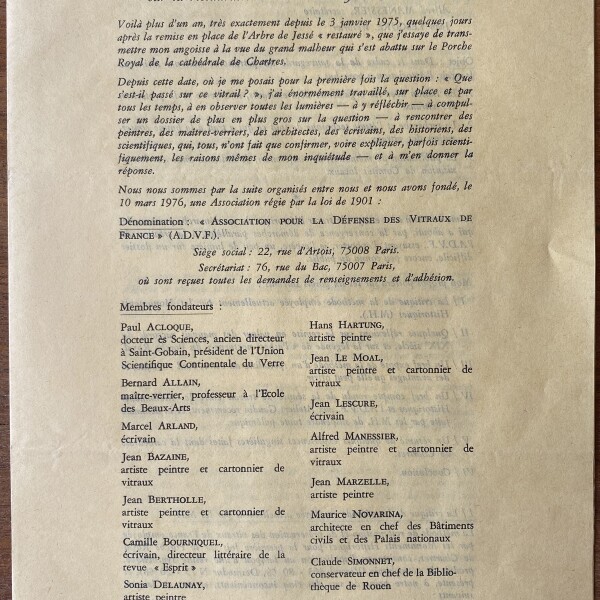 Voilà plus d'un an, très exactement depuis le 3 janvier 1975, quelques jours
après la remise en place de l'Arbre de Jessé « restauré », que j'essaye de trans-
mettre mon angoisse à la vue du grand malheur qui s'est abattu sur le Porche
Royal de la cathédrale de Chartres.
Depuis cette date, où je me posais pour la première fois la question : « Que
s'est-il passé sur ce vitrail ? », j'ai énormément travaillé, sur place et par
tous les temps, à en observer toutes les lumières — à y réfléchir — à compul-
ser un dossier de plus en plus gros sur la question — à rencontrer des
peintres, des maîtres-verriers, des architectes, des écrivains, des historiens, des
scientifiques, qui, tous, n'ont fait que confirmer, voire expliquer, parfois scienti-
fiquement, les raisons mêmes de mon inquiétude — et à m'en donner la
réponse.
Nous nous sommes par la suite organisés entre nous et nous avons fondé, le
10 mars 1976, une Association régie par la loi de 1901 :
Dénomination : « ASSOCIATION POUR LA DÉFENSE DES VITRAUX DE
FRANCE » (A.D.V.F.).
Siège social : 22, rue d'Artois, 75008 Paris.
Secrétariat : 76, rue du Bac, 75007 Paris,
où sont reçues toutes les demandes de renseignements et d'adhésion.
Membres fondateurs :
Paul ACLOQUE,
docteur ès Sciences, ancien directeur
à Saint-Gobain, président de l'Union
Scientifique Continentale du Verre
Bernard ALLAIN,
maître-verrier, professeur à l'Ecole
des Beaux-Arts
Marcel ARLAND,
écrivain
Jean BAZAINE,
artiste peintre et cartonnier de
vitraux
Jean BERTHOLLE,
artiste peintre et cartonnier de
vitraux
Camille BOURNIQUEL,
écrivain, directeur littéraire de la
revue « Esprit »
Sonia DELAUNAY,
artiste peintre
Hans HARTUNG,
artiste peintre
Jean LE MOAL,
artiste peintre et cartonnier de
vitraux
Jean LESCURE,
écrivain
Alfred MANESSIER,
artiste peintre et cartonnier de
vitraux
Jean MARZELLE,
artiste peintre
Maurice NOVARINA,
architecte en chef des Bâtiments
civils et des Palais nationaux
Claude SIMONNET,
conservateur en chef de la Biblio-
thèque de Rouen